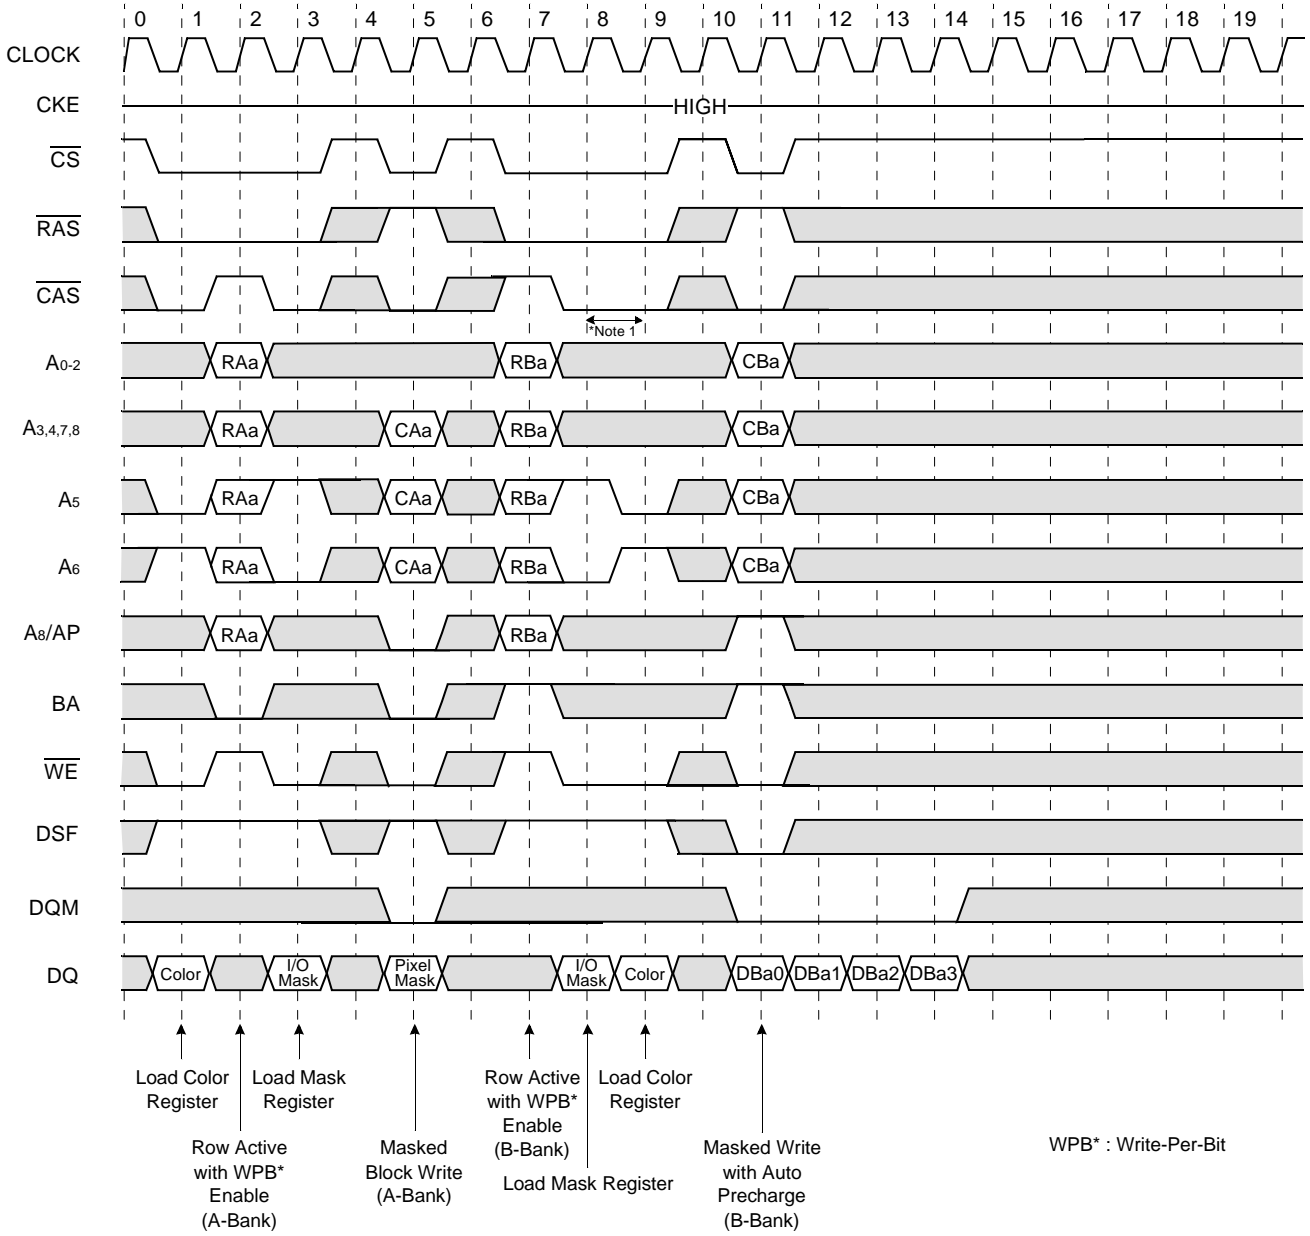 0 1 2 3 4 5 6 7 8 9 10 11 12 13 14 15 16 17 18 19
CLOCK
CKE HIGH
CS
RAS
CAS
*Note 1
A0-2 RAa RBa CBa
A3,4,7,8 RAa CAa RBa CBa
A5 RAa CAa RBa CBa
A6 RAa CAa RBa CBa
A8/AP RAa RBa
BA
WE
DSF
DQM
DQ Color I/O Mask Pixel Mask I/O Mask Color DBa0 DBa1 DBa2 DBa3
Load Color
Register
Row Active
with WPB*
Enable
(A-Bank)
Load Mask
Register
Masked
Block Write
(A-Bank)
Row Active
with WPB*
Enable
(B-Bank)
Load Mask Register
Load Color
Register
Masked Write
with Auto
Precharge
(B-Bank)
WPB* : Write-Per-Bit